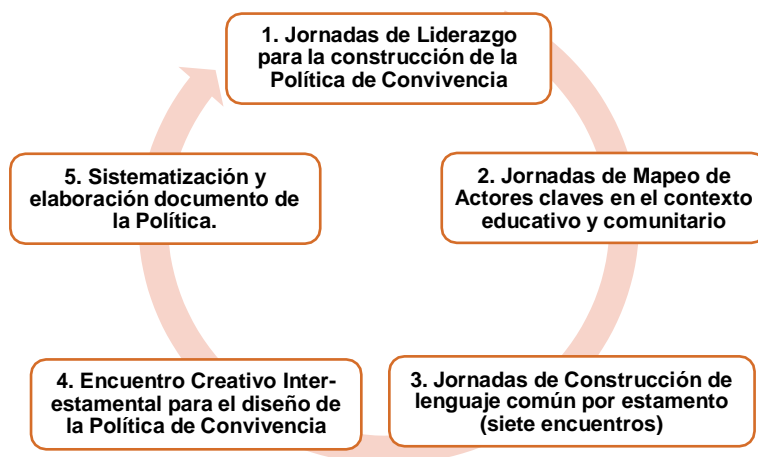 1. Jornadas de Liderazgo
para la construcción de la
Política de Convivencia
2. Jornadas de Mapeo de
Actores claves en el contexto
educativo y comunitario
3. Jornadas de Construcción de
lenguaje común por estamento
(siete encuentros)
4. Encuentro Creativo Inter-
estamental para el diseño de
la Política de Convivencia
5. Sistematización y
elaboración documento de
la Política.